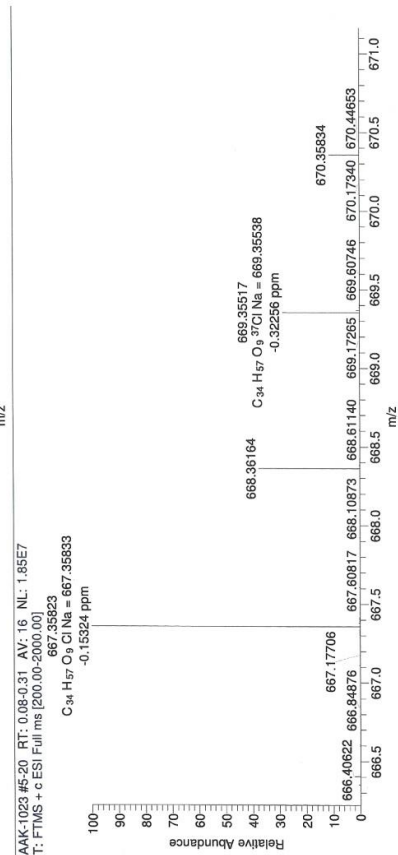 m/z
AAK-1023 #5-20 RT: 0.08-0.31 AV: 16 NL: 1.85E7
T: FTMS + c ESI Full ms [200.00-2000.00]
667.35823
C34 H57 O9 Cl Na = 667.35833
-0.15324 ppm
669.35517
C34 H57 O9 37Cl Na = 669.35538
-0.32256 ppm
668.36164
670.35834
667.17706
666.40622 666.84876 667.60817 668.10873 668.61140 669.17265 669.60746 670.17340 670.44653
100
90
80
70
60
50
40
30
20
10
0
Relative Abundance
666.5 667.0 667.5 668.0 668.5 669.0 669.5 670.0 670.5 671.0
m/z